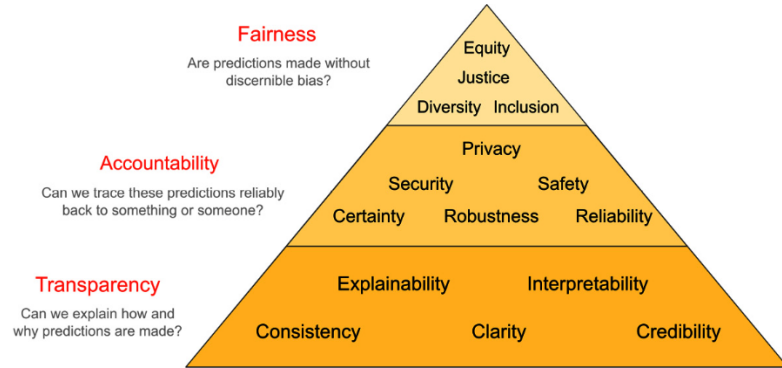 Fairness
Are predictions made without
discernible bias?
Equity
Justice
Diversity Inclusion
Accountability
Can we trace these predictions reliably
back to something or someone?
Privacy
Security Safety
Certainty Robustness Reliability
Transparency
Can we explain how and
why predictions are made?
Explainability Interpretability
Consistency Clarity Credibility